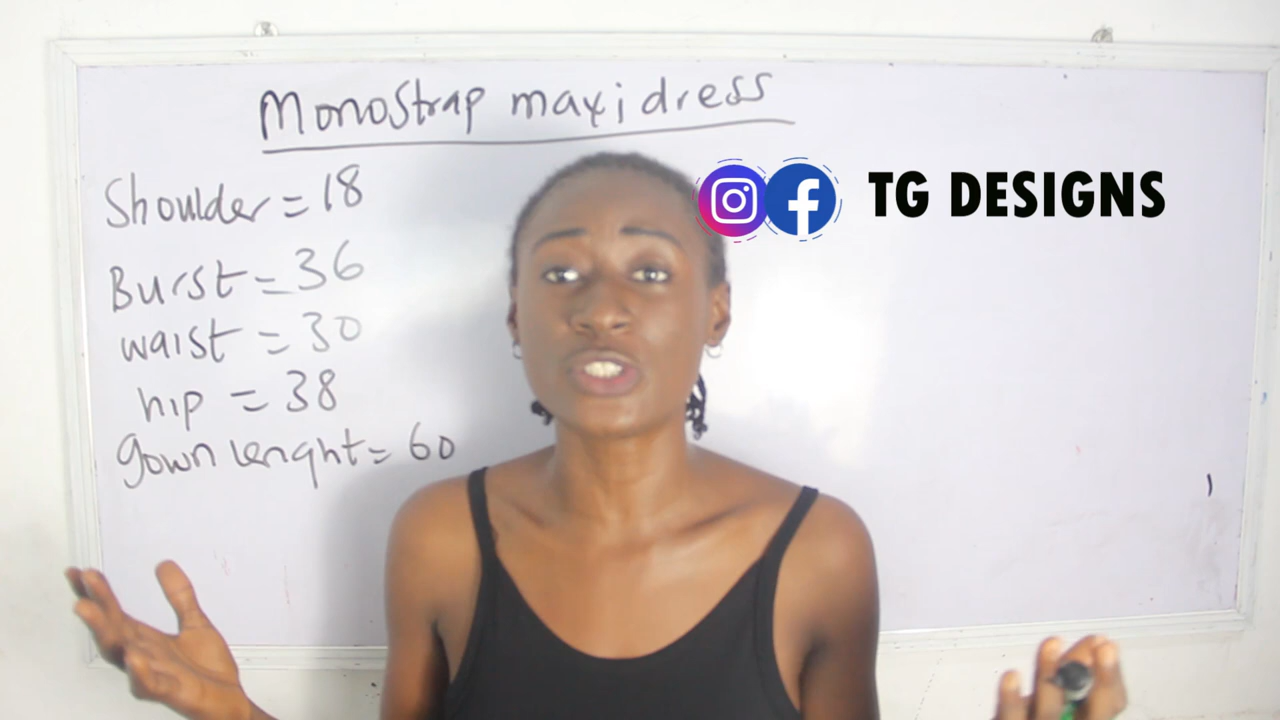 Monostrap maxi dress
Shoulder = 18
TG DESIGNS
Burst = 36
waist = 30
hip = 38
gown lenght = 60